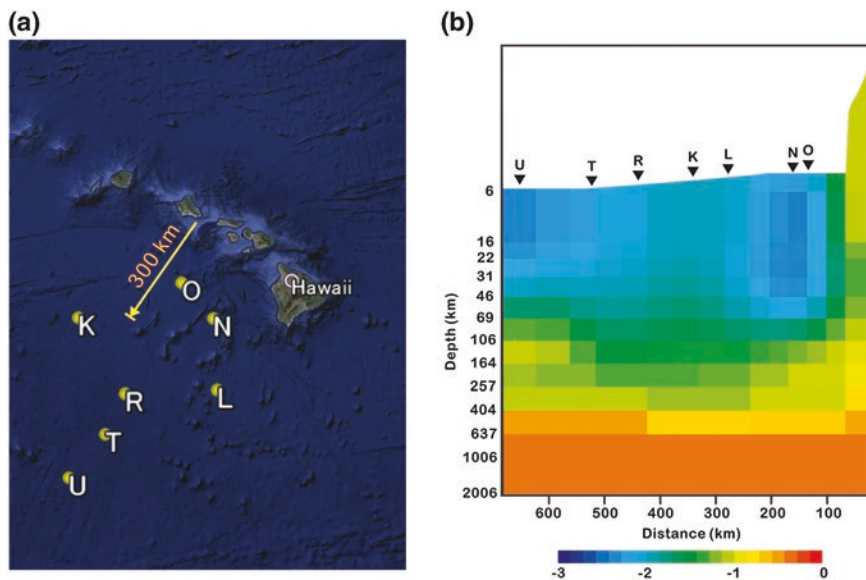 (a)
300 km
Hawaii
O
K
N
R
L
T
U
(b)
U T R K L N O
6
16
22
31
46
69
106
164
257
404
637
1006
2006
Depth (km)
600 500 400 300 200 100
Distance (km)
-3 -2 -1 0